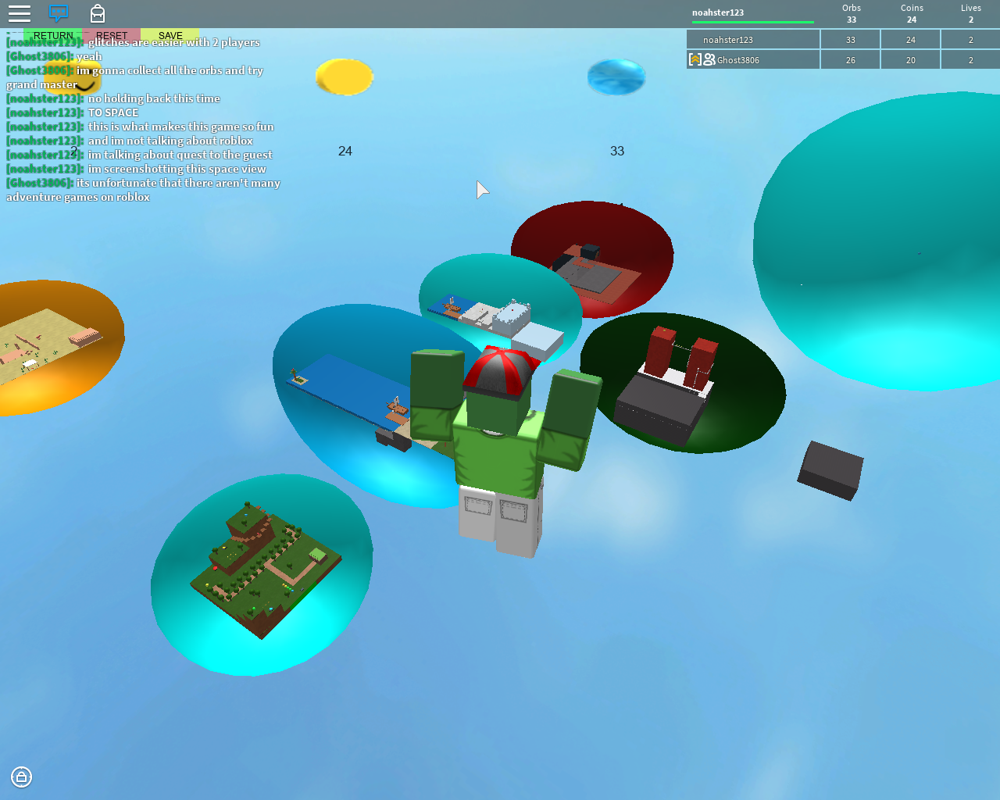 noahster123
Orbs
33
Coins
24
Lives
2
noahster123 33 24 2
Ghost3806 26 20 2
RETURN RESET SAVE
[noahster123]: glitches are easier with 2 players
[Ghost3806]: yeah
[Ghost3806]: im gonna collect all the orbs and try
grand master
[noahster123]: no holding back this time
[noahster123]: TO SPACE
[noahster123]: this is what makes this game so fun
[noahster123]: and im not talking about roblox
[noahster123]: im talking about quest to the guest
[noahster123]: im screenshotting this space view
[Ghost3806]: its unfortunate that there aren't many
adventure games on roblox
2 24 33